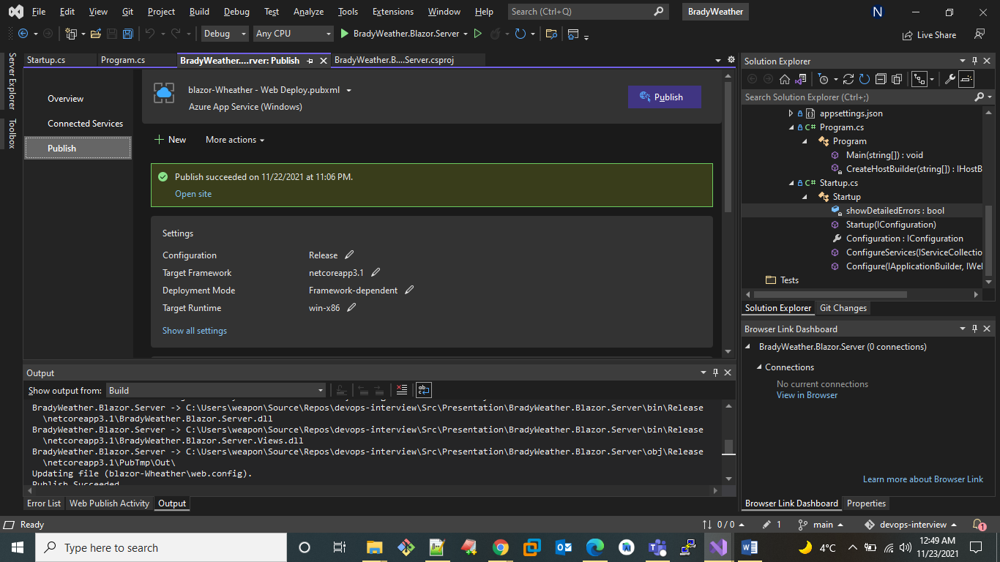 File Edit View Git Project Build Debug Test Analyze Tools Extensions Window Help Search (Ctrl+Q) BradyWeather N
Debug Any CPU BradyWeather.Blazor.Server Live Share
Server Explorer
Toolbox
Startup.cs Program.cs BradyWeather....rver: Publish BradyWeather.B....Server.csproj
Overview
Connected Services
Publish
blazor-Wheather - Web Deploy.pubxml
Azure App Service (Windows)
Publish
New More actions
Publish succeeded on 11/22/2021 at 11:06 PM.
Open site
Settings
Configuration Release
Target Framework netcoreapp3.1
Deployment Mode Framework-dependent
Target Runtime win-x86
Show all settings
Solution Explorer
Search Solution Explorer (Ctrl+;)
appsettings.json
C# Program.cs
Program
Main(string[]) : void
CreateHostBuilder(string[]) : IHostB
C# Startup.cs
Startup
showDetailedErrors : bool
Startup(IConfiguration)
Configuration : IConfiguration
ConfigureServices(IServiceCollectio
Configure(IApplicationBuilder, IWel
Tests
Solution Explorer Git Changes
Browser Link Dashboard
BradyWeather.Blazor.Server (0 connections)
Connections
No current connections
View in Browser
Learn more about Browser Link
Browser Link Dashboard Properties
Output
Show output from: Build
BradyWeather.Blazor.Server -> C:\Users\weapon\Source\Repos\devops-interview\Src\Presentation\BradyWeather.Blazor.Server\bin\Release
\netcoreapp3.1\BradyWeather.Blazor.Server.dll
BradyWeather.Blazor.Server -> C:\Users\weapon\Source\Repos\devops-interview\Src\Presentation\BradyWeather.Blazor.Server\bin\Release
\netcoreapp3.1\BradyWeather.Blazor.Server.Views.dll
BradyWeather.Blazor.Server -> C:\Users\weapon\Source\Repos\devops-interview\Src\Presentation\BradyWeather.Blazor.Server\obj\Release
\netcoreapp3.1\PubTmp\Out\
Updating file (blazor-Wheather\web.config).
Publish Succeeded
Error List Web Publish Activity Output
Ready 0 / 0 1 main devops-interview 1
Type here to search 4°C 12:49 AM
11/23/2021